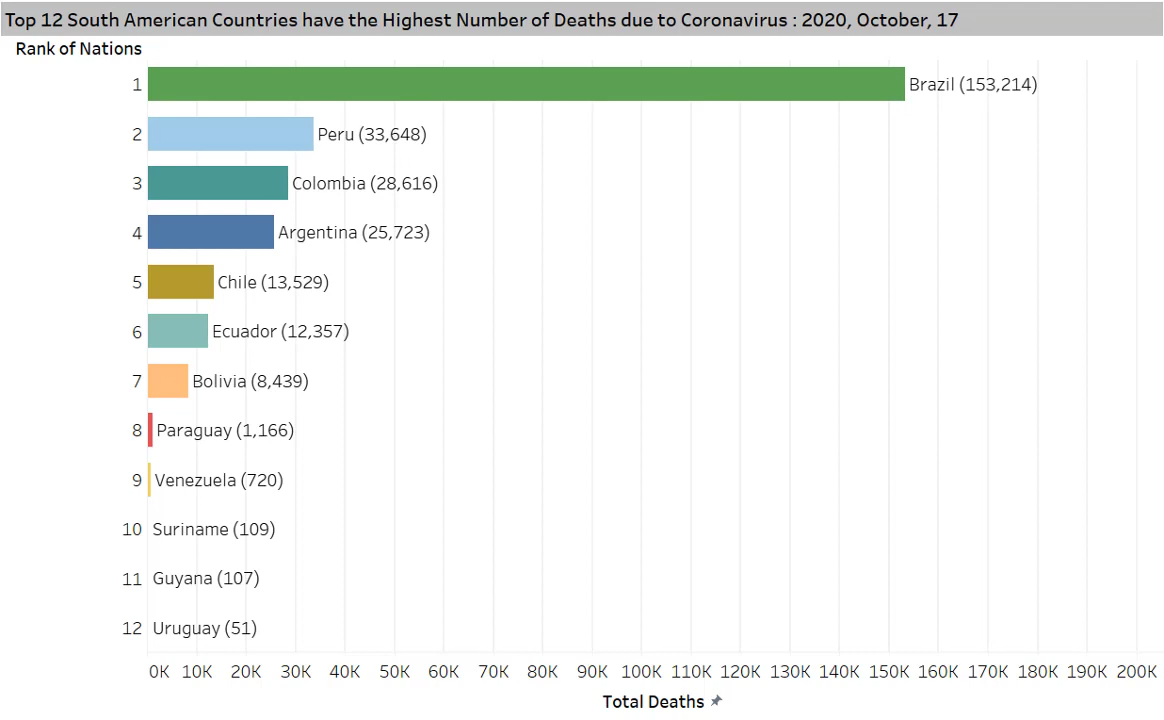 Top 12 South American Countries have the Highest Number of Deaths due to Coronavirus : 2020, October, 17
Rank of Nations
1 Brazil (153,214)
2 Peru (33,648)
3 Colombia (28,616)
4 Argentina (25,723)
5 Chile (13,529)
6 Ecuador (12,357)
7 Bolivia (8,439)
8 Paraguay (1,166)
9 Venezuela (720)
10 Suriname (109)
11 Guyana (107)
12 Uruguay (51)
0K 10K 20K 30K 40K 50K 60K 70K 80K 90K 100K 110K 120K 130K 140K 150K 160K 170K 180K 190K 200K
Total Deaths